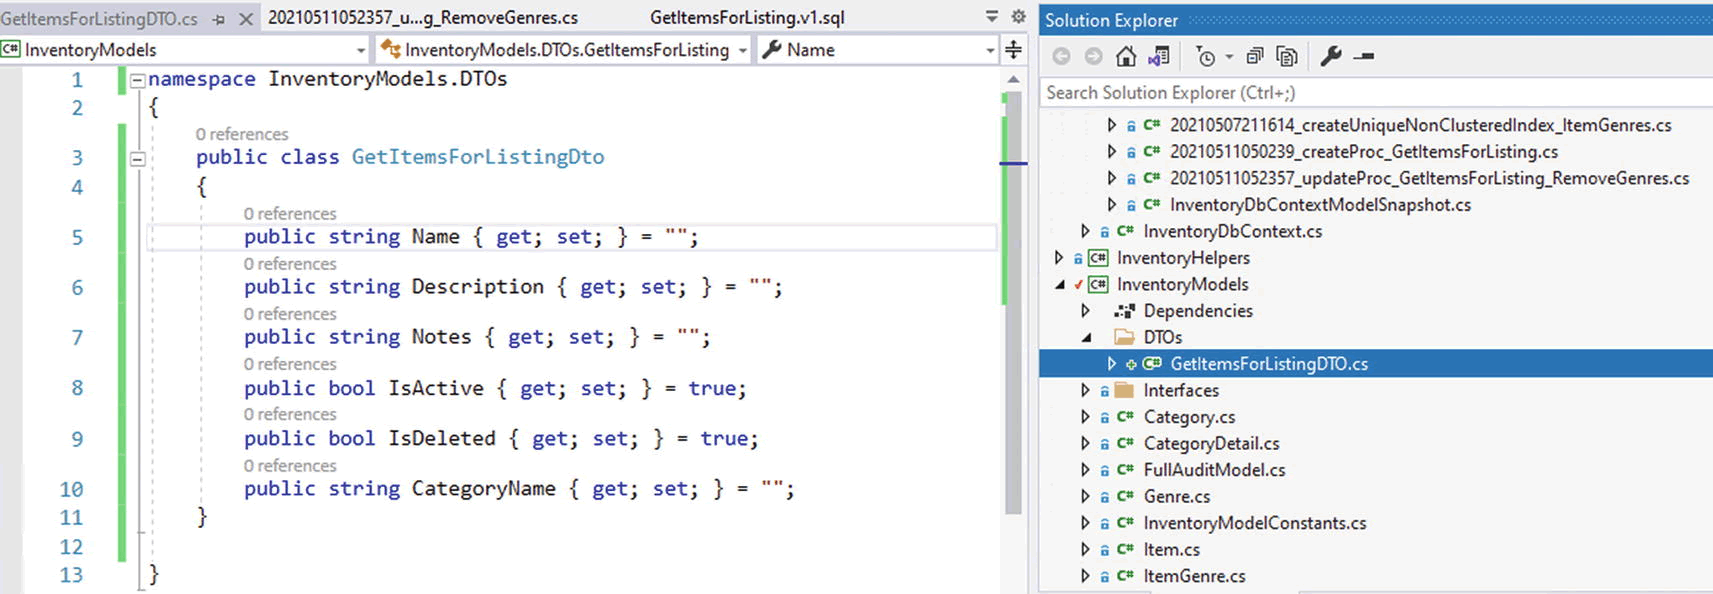 GetItemsForListingDTO.cs
20210511052357_u...g_RemoveGenres.cs
GetItemsForListing.v1.sql
C# InventoryModels
InventoryModels.DTOs.GetItemsForListing
Name
1 namespace InventoryModels.DTOs
2 {
0 references
3 public class GetItemsForListingDto
4 {
0 references
5 public string Name { get; set; } = "";
0 references
6 public string Description { get; set; } = "";
0 references
7 public string Notes { get; set; } = "";
0 references
8 public bool IsActive { get; set; } = true;
0 references
9 public bool IsDeleted { get; set; } = true;
0 references
10 public string CategoryName { get; set; } = "";
11 }
12
13 }
Solution Explorer
Search Solution Explorer (Ctrl+;)
C# 20210507211614_createUniqueNonClusteredIndex_ItemGenres.cs
C# 20210511050239_createProc_GetItemsForListing.cs
C# 20210511052357_updateProc_GetItemsForListing_RemoveGenres.cs
C# InventoryDbContextModelSnapshot.cs
C# InventoryDbContext.cs
C# InventoryHelpers
C# InventoryModels
Dependencies
DTOs
C# GetItemsForListingDTO.cs
Interfaces
C# Category.cs
C# CategoryDetail.cs
C# FullAuditModel.cs
C# Genre.cs
C# InventoryModelConstants.cs
C# Item.cs
C# ItemGenre.cs